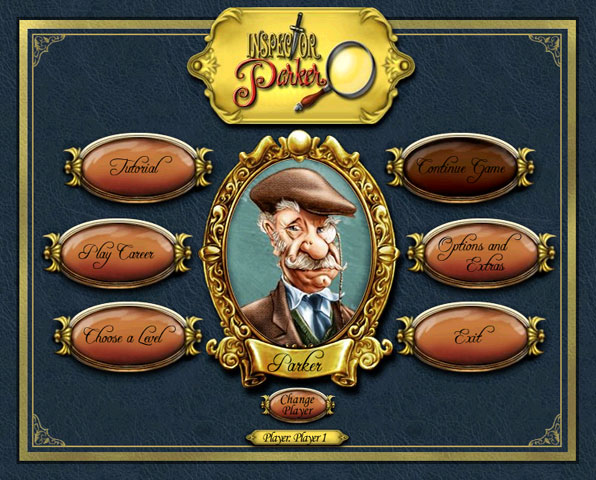 INSPECTOR
Parker
Tutorial
Continue Game
Play Career
Options and
Extras
Choose a Level
Exit
Parker
Change
Player
Player: Player 1